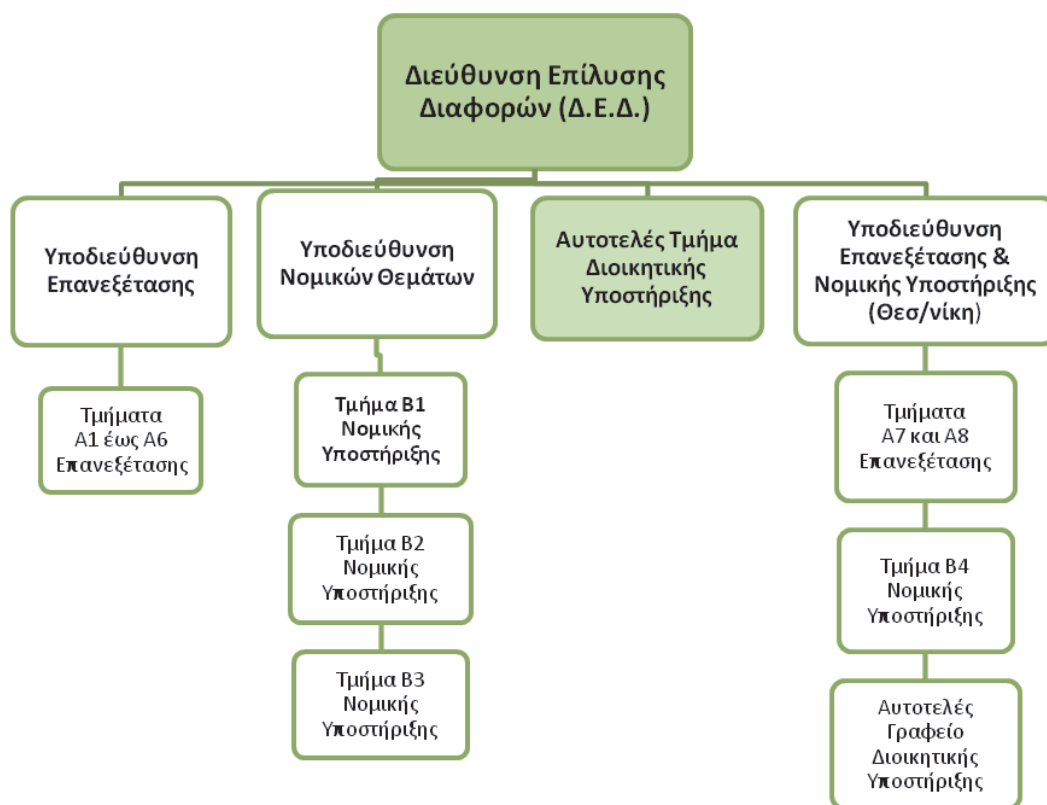 Διεύθυνση Επίλυσης
Διαφορών (Δ.Ε.Δ.)
Υποδιεύθυνση
Επανεξέτασης
Τμήματα
Α1 έως Α6
Επανεξέτασης
Υποδιεύθυνση
Νομικών Θεμάτων
Τμήμα Β1
Νομικής
Υποστήριξης
Τμήμα Β2
Νομικής
Υποστήριξης
Τμήμα Β3
Νομικής
Υποστήριξης
Αυτοτελές Τμήμα
Διοικητικής
Υποστήριξης
Υποδιεύθυνση
Επανεξέτασης &
Νομικής Υποστήριξης
(Θεσ/νίκη)
Τμήματα
Α7 και Α8
Επανεξέτασης
Τμήμα Β4
Νομικής
Υποστήριξης
Αυτοτελές
Γραφείο
Διοικητικής
Υποστήριξης